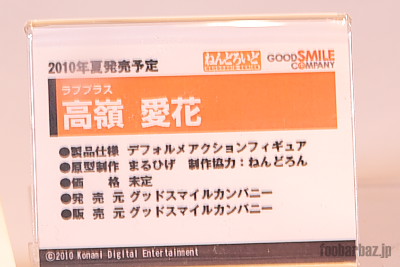 2010年夏発売予定
ねんどろいど
GOOD SMILE COMPANY
ラブプラス
高嶺 愛花
●製品仕様 デフォルメアクションフィギュア
●原型制作 まるひげ 制作協力:ねんどろん
●価 格 未定
●発 売 元 グッドスマイルカンパニー
●販 売 元 グッドスマイルカンパニー
©2010 Konami Digital Entertainment
foobarbaz.jp